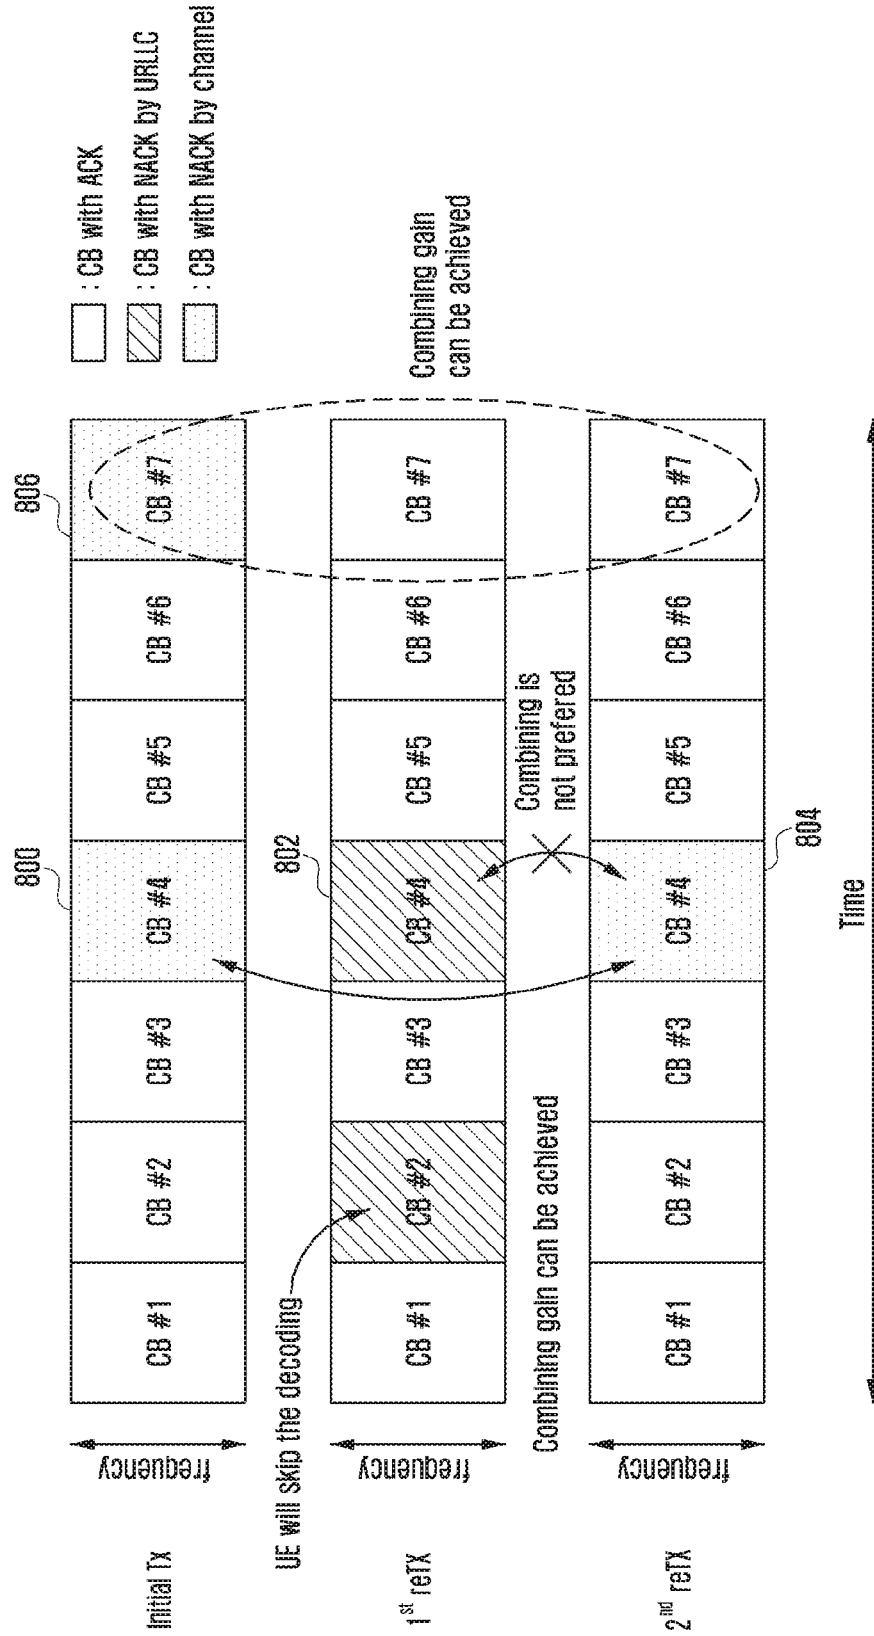 : CB with ACK
: CB with NACK by URLLC
: CB with NACK by channel
800
806
Initial Tx
frequency
CB #1
CB #2
CB #3
CB #4
CB #5
CB #6
CB #7
UE will skip the decoding
802
1st reTX
frequency
CB #1
CB #2
CB #3
CB #4
CB #5
CB #6
CB #7
Combining gain
can be achieved
Combining gain can be achieved
Combining is
not prefered
2nd reTX
frequency
CB #1
CB #2
CB #3
CB #4
CB #5
CB #6
CB #7
804
Time